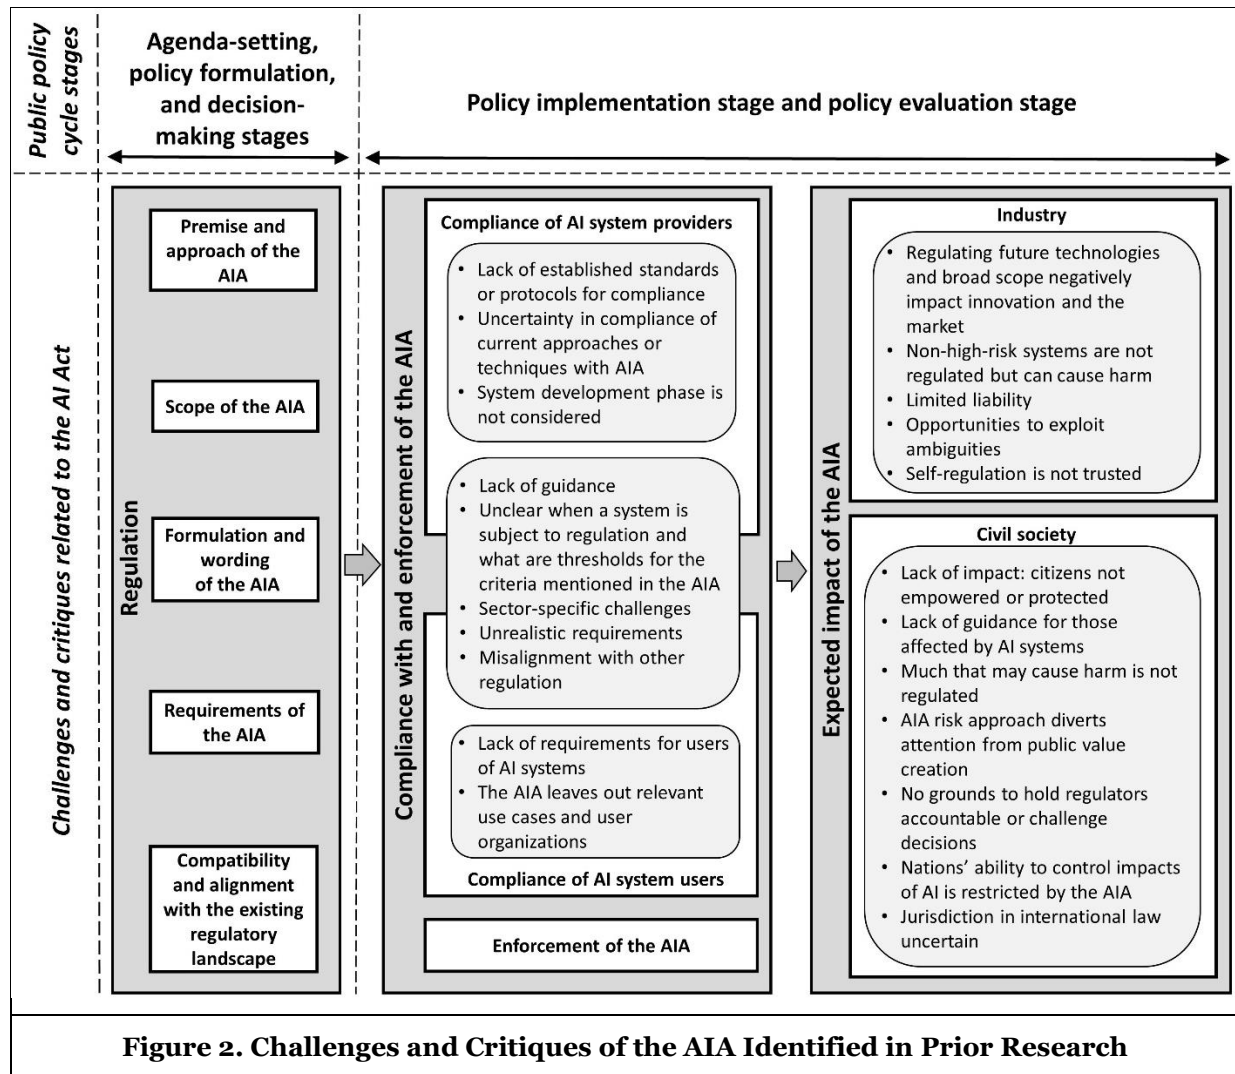 Public policy
cycle stages
Agenda-setting,
policy formulation,
and decision-
making stages
Policy implementation stage and policy evaluation stage
Challenges and critiques related to the AI Act
Regulation
Premise and
approach of the
AIA
Scope of the AIA
Formulation and
wording
of the AIA
Requirements of
the AIA
Compatibility
and alignment
with the existing
regulatory
landscape
Compliance with and enforcement of the AIA
Compliance of AI system providers
• Lack of established standards
or protocols for compliance
• Uncertainty in compliance of
current approaches or
techniques with AIA
• System development phase is
not considered
• Lack of guidance
• Unclear when a system is
subject to regulation and
what are thresholds for the
criteria mentioned in the AIA
• Sector-specific challenges
• Unrealistic requirements
• Misalignment with other
regulation
• Lack of requirements for users
of AI systems
• The AIA leaves out relevant
use cases and user
organizations
Compliance of AI system users
Enforcement of the AIA
Expected impact of the AIA
Industry
• Regulating future technologies
and broad scope negatively
impact innovation and the
market
• Non-high-risk systems are not
regulated but can cause harm
• Limited liability
• Opportunities to exploit
ambiguities
• Self-regulation is not trusted
Civil society
• Lack of impact: citizens not
empowered or protected
• Lack of guidance for those
affected by AI systems
• Much that may cause harm is not
regulated
• AIA risk approach diverts
attention from public value
creation
• No grounds to hold regulators
accountable or challenge
decisions
• Nations’ ability to control impacts
of AI is restricted by the AIA
• Jurisdiction in international law
uncertain
Figure 2. Challenges and Critiques of the AIA Identified in Prior Research